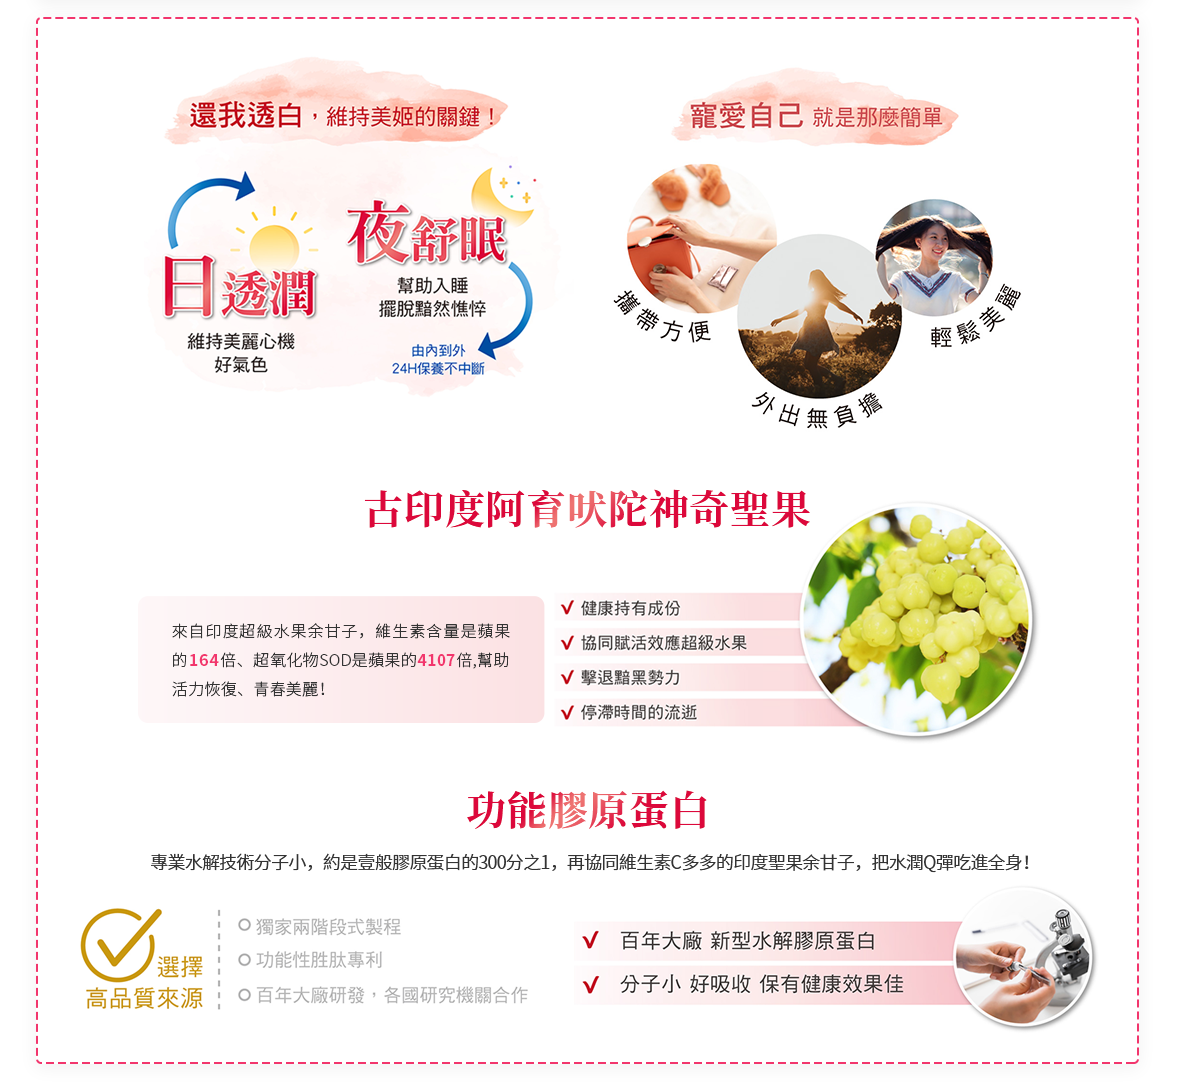 還我透白，維持美姬的關鍵！
日透潤
維持美麗心機
好氣色
夜舒眠
幫助入睡
擺脫黯然憔悴
由內到外
24H保養不中斷
寵愛自己 就是那麼簡單
攜帶方便
外出無負擔
輕鬆美麗
古印度阿育吠陀神奇聖果
來自印度超級水果余甘子，維生素含量是蘋果
的164倍、超氧化物SOD是蘋果的4107倍,幫助
活力恢復、青春美麗！
健康持有成份
協同賦活效應超級水果
擊退黯黑勢力
停滯時間的流逝
功能膠原蛋白
專業水解技術分子小，約是壹般膠原蛋白的300分之1，再協同維生素C多多的印度聖果余甘子，把水潤Q彈吃進全身！
選擇
高品質來源
獨家兩階段式製程
功能性胜肽專利
百年大廠研發，各國研究機關合作
百年大廠 新型水解膠原蛋白
分子小 好吸收 保有健康效果佳